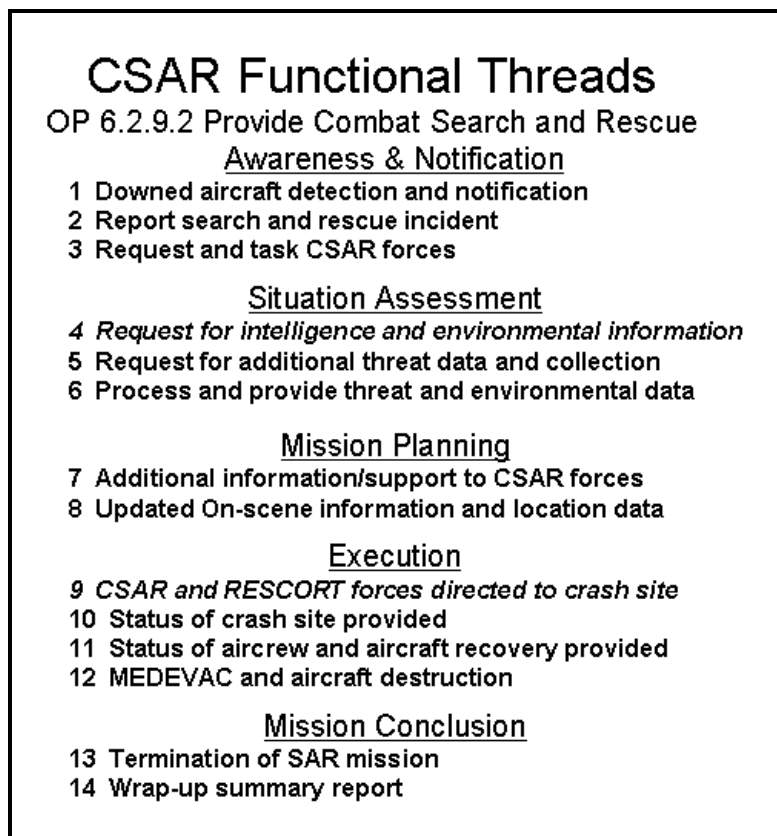 CSAR Functional Threads
OP 6.2.9.2 Provide Combat Search and Rescue
Awareness & Notification
1 Downed aircraft detection and notification
2 Report search and rescue incident
3 Request and task CSAR forces
Situation Assessment
4 Request for intelligence and environmental information
5 Request for additional threat data and collection
6 Process and provide threat and environmental data
Mission Planning
7 Additional information/support to CSAR forces
8 Updated On-scene information and location data
Execution
9 CSAR and RESCORT forces directed to crash site
10 Status of crash site provided
11 Status of aircrew and aircraft recovery provided
12 MEDEVAC and aircraft destruction
Mission Conclusion
13 Termination of SAR mission
14 Wrap-up summary report